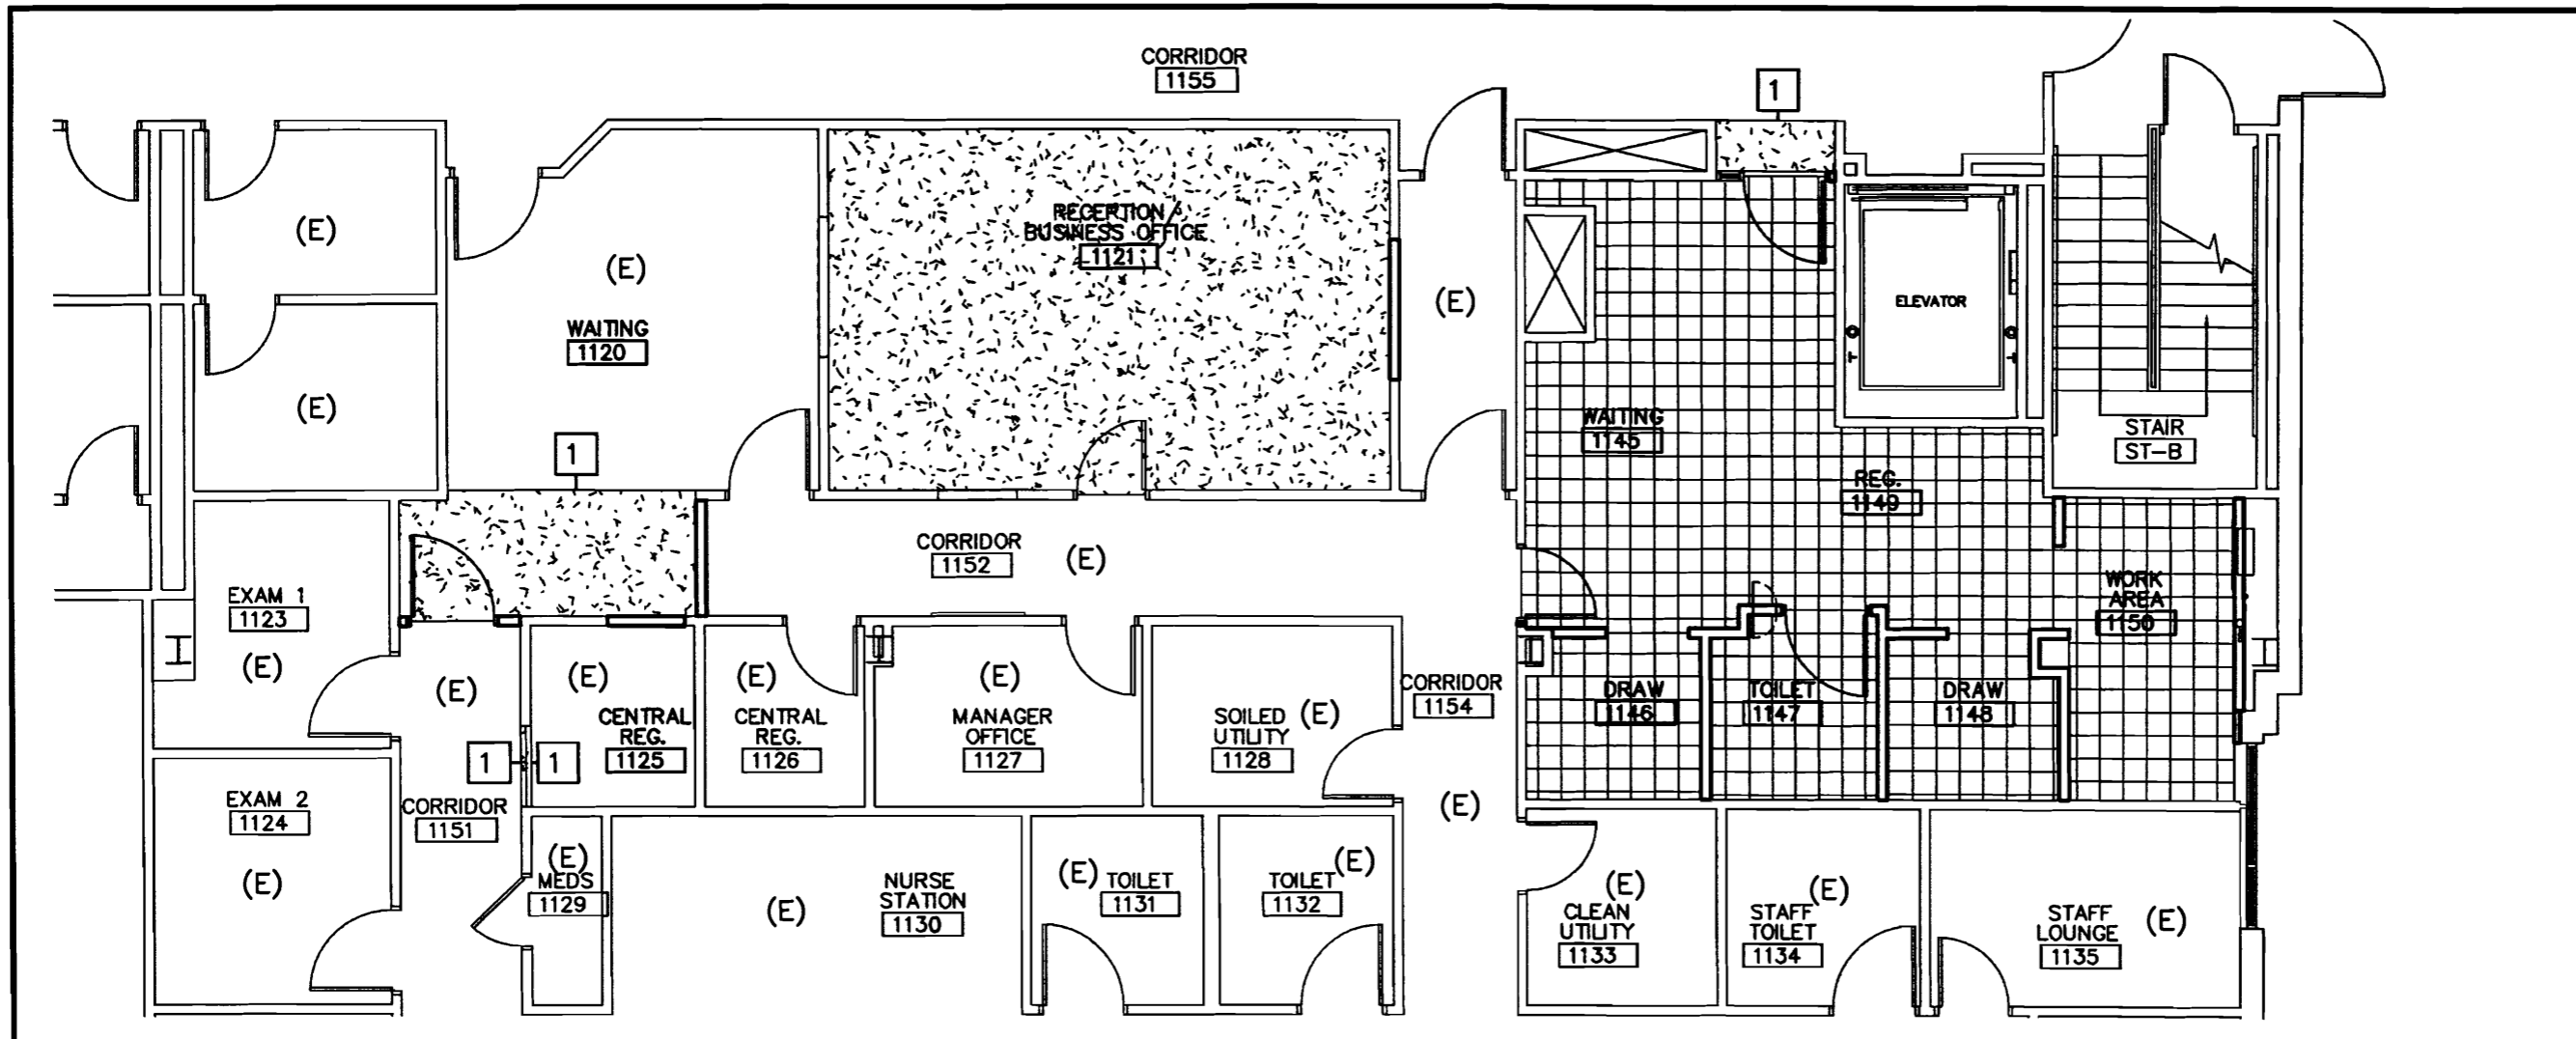 CORRIDOR
1155
1
(E)
RECEPTION
BUSINESS OFFICE
1121
(E)
WAITING
1120
(E)
(E)
ELEVATOR
(E)
WAITING
1145
STAIR
ST-B
1
REG.
1149
CORRIDOR
1152
(E)
EXAM 1
1123
(E)
WORK
AREA
1150
(E)
(E)
CENTRAL
REG.
1125
(E)
CENTRAL
REG.
1126
(E)
MANAGER
OFFICE
1127
SOILED
UTILITY
1128
(E)
CORRIDOR
1154
DRAW
1146
TOILET
1147
DRAW
1148
1
1
EXAM 2
1124
(E)
CORRIDOR
1151
(E)
(E)
MEDS
1129
(E)
NURSE
STATION
1130
(E)
TOILET
1131
TOILET
1132
(E)
(E)
CLEAN
UTILITY
1133
(E)
STAFF
TOILET
1134
STAFF
LOUNGE
1135
(E)